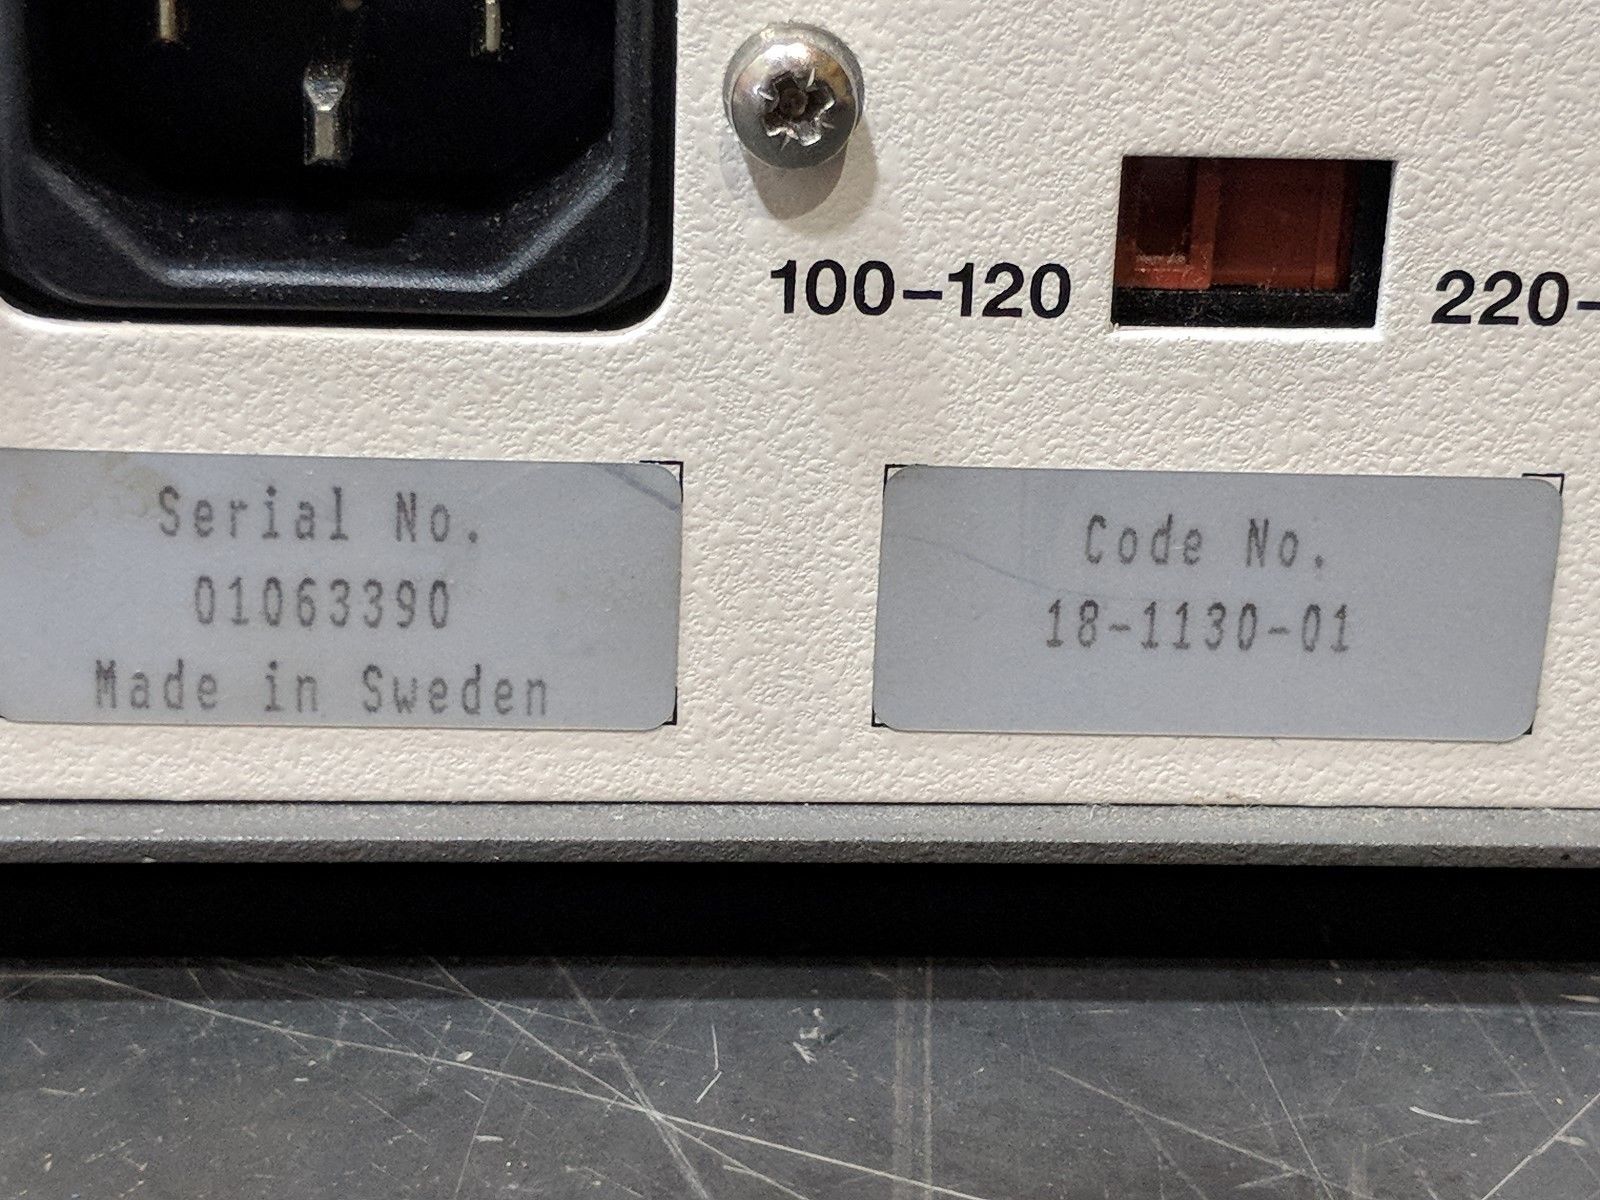 100-120
220-
Serial No.
01063390
Made in Sweden
Code No.
18-1130-01